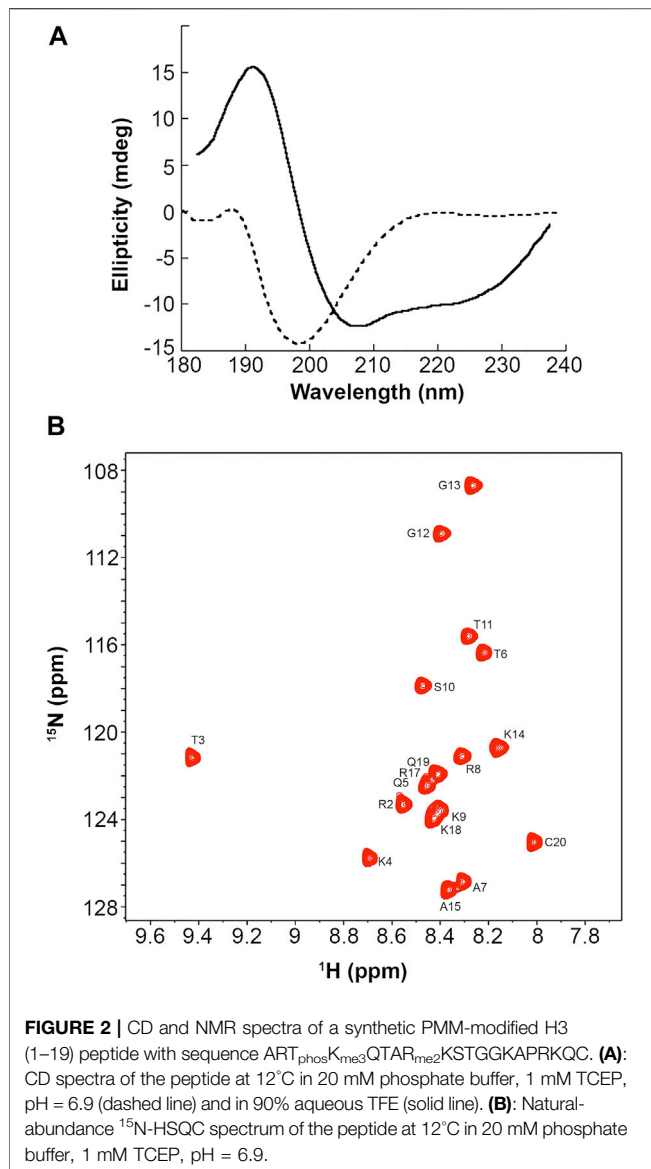 A
15
10
5
0
-5
-10
-15
Ellipticity (mdeg)
180 190 200 210 220 230 240
Wavelength (nm)
B
108
112
116
120
124
128
15N (ppm)
G13
G12
T11
T6
S10
T3
K14
Q19
R8
R17
Q5
R2
K9
K18
C20
K4
A7
A15
9.6 9.4 9.2 9 8.8 8.6 8.4 8.2 8 7.8
1H (ppm)
FIGURE 2 | CD and NMR spectra of a synthetic PMM-modified H3
(1–19) peptide with sequence ARTphosKme3QTARme2KSTGGKAPRKQC. (A):
CD spectra of the peptide at 12°C in 20 mM phosphate buffer, 1 mM TCEP,
pH = 6.9 (dashed line) and in 90% aqueous TFE (solid line). (B): Natural-
abundance 15N-HSQC spectrum of the peptide at 12°C in 20 mM phosphate
buffer, 1 mM TCEP, pH = 6.9.